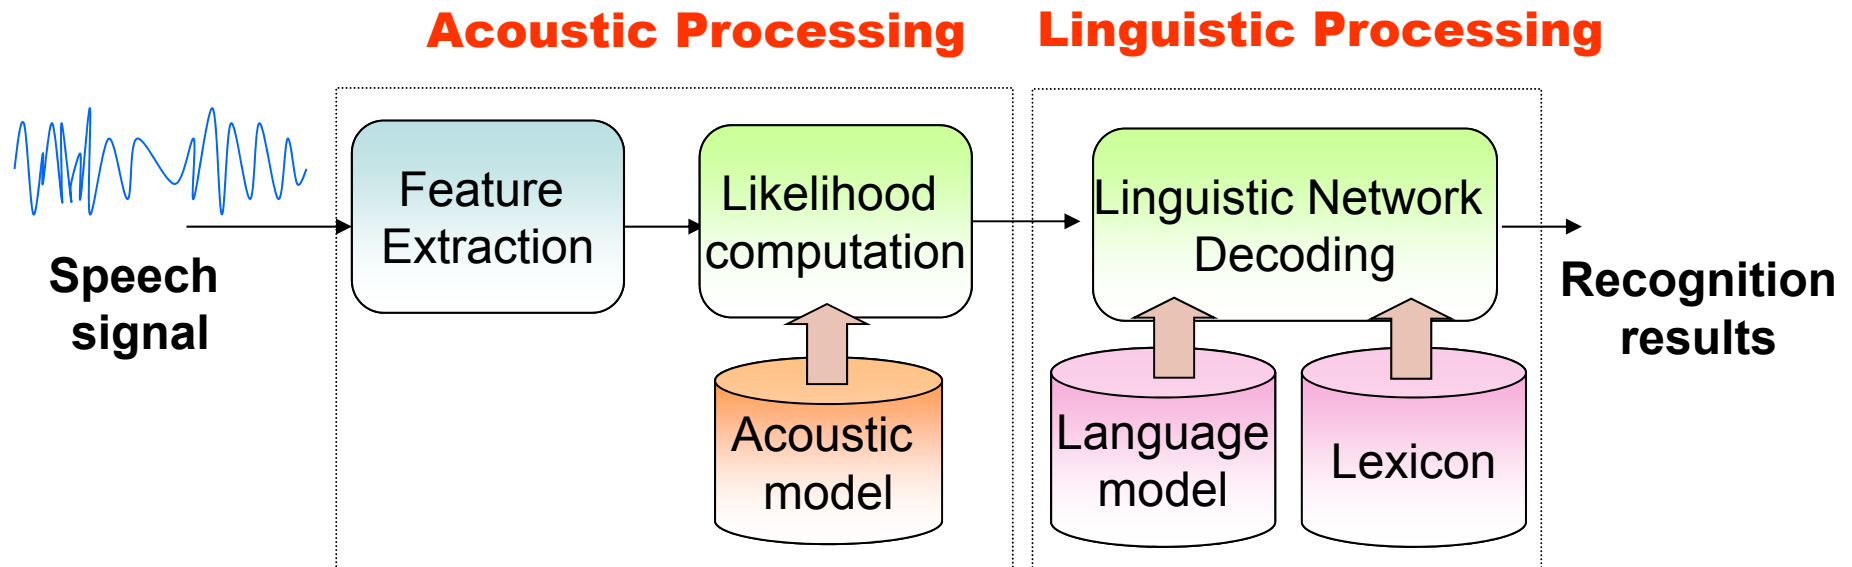 Acoustic Processing
Linguistic Processing
Speech
signal
Feature
Extraction
Likelihood
computation
Acoustic
model
Linguistic Network
Decoding
Language
model
Lexicon
Recognition
results